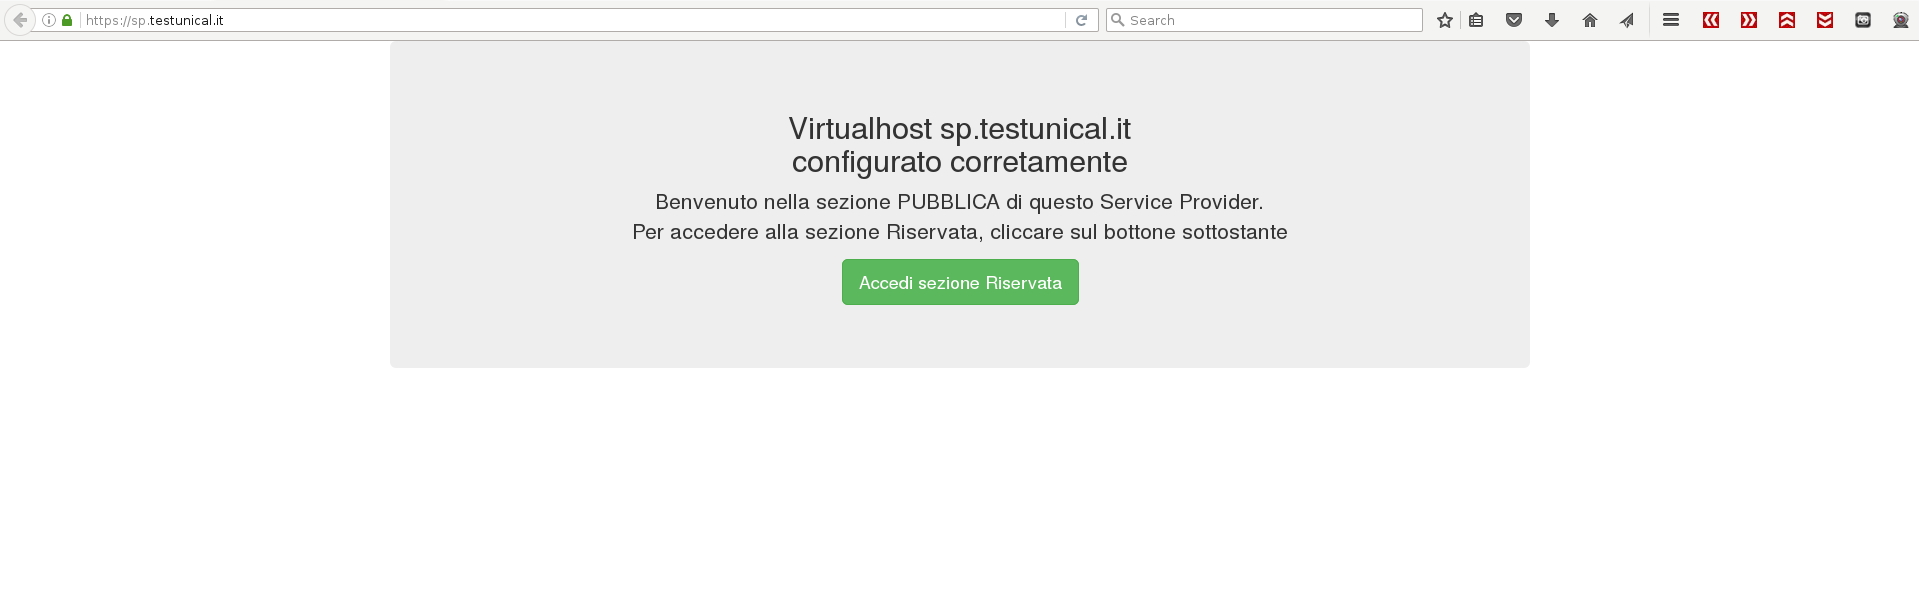 https://sp.testunical.it
Search
Virtualhost sp.testunical.it
configurato corretamente
Benvenuto nella sezione PUBBLICA di questo Service Provider.
Per accedere alla sezione Riservata, cliccare sul bottone sottostante
Accedi sezione Riservata